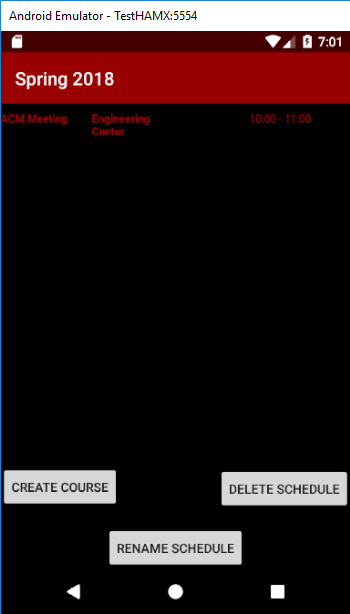 Android Emulator - TestHAMX:5554
7:01
Spring 2018
ACM Meeting Engineering 10:00 - 11:00
Center
CREATE COURSE
DELETE SCHEDULE
RENAME SCHEDULE